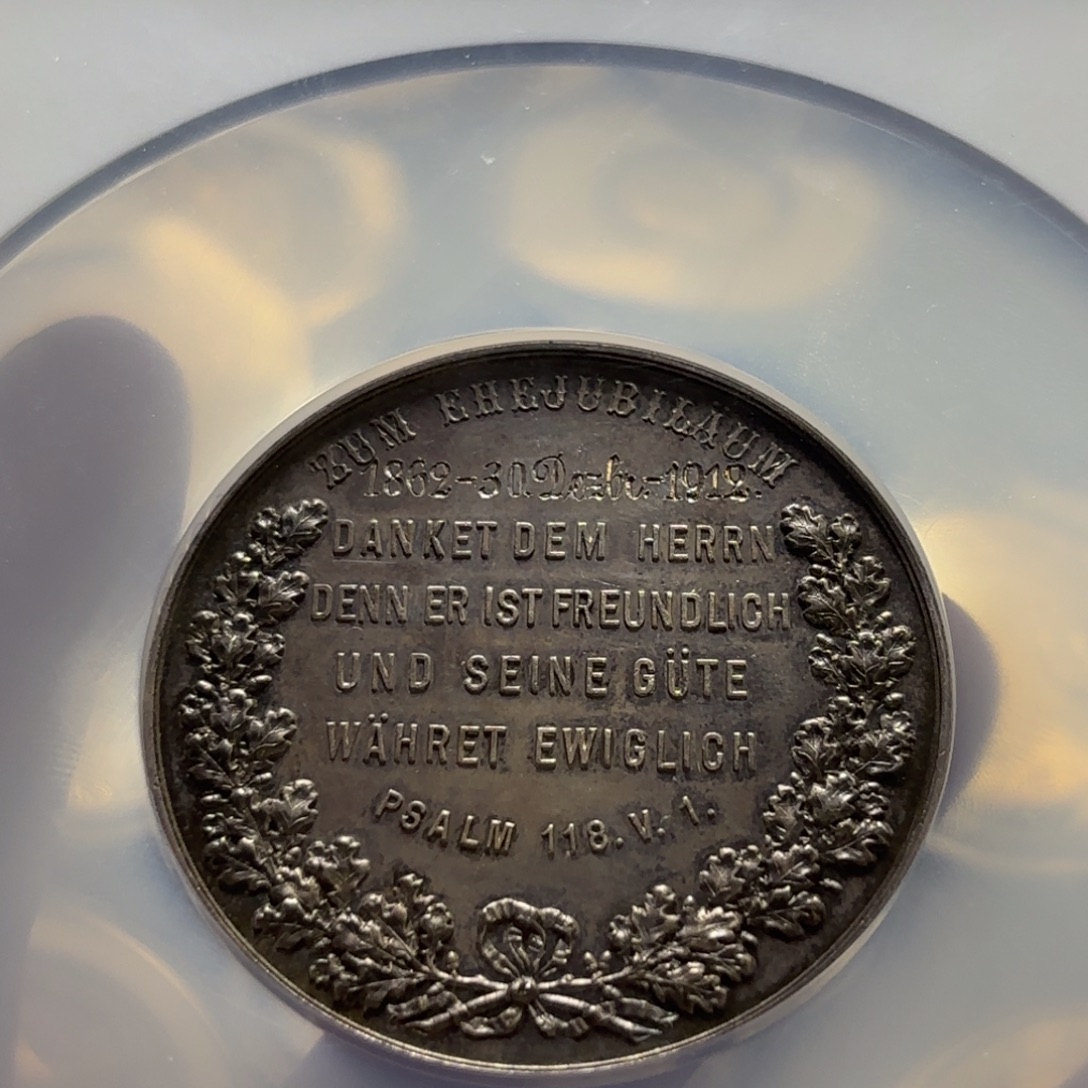 ZUM EHEJUBILÄUM
1862-30. Dezbr.-1912.
DANKET DEM HERRN
DENN ER IST FREUNDLICH
UND SEINE GÜTE
WÄHRET EWIGLICH
PSALM 118. V. 1.